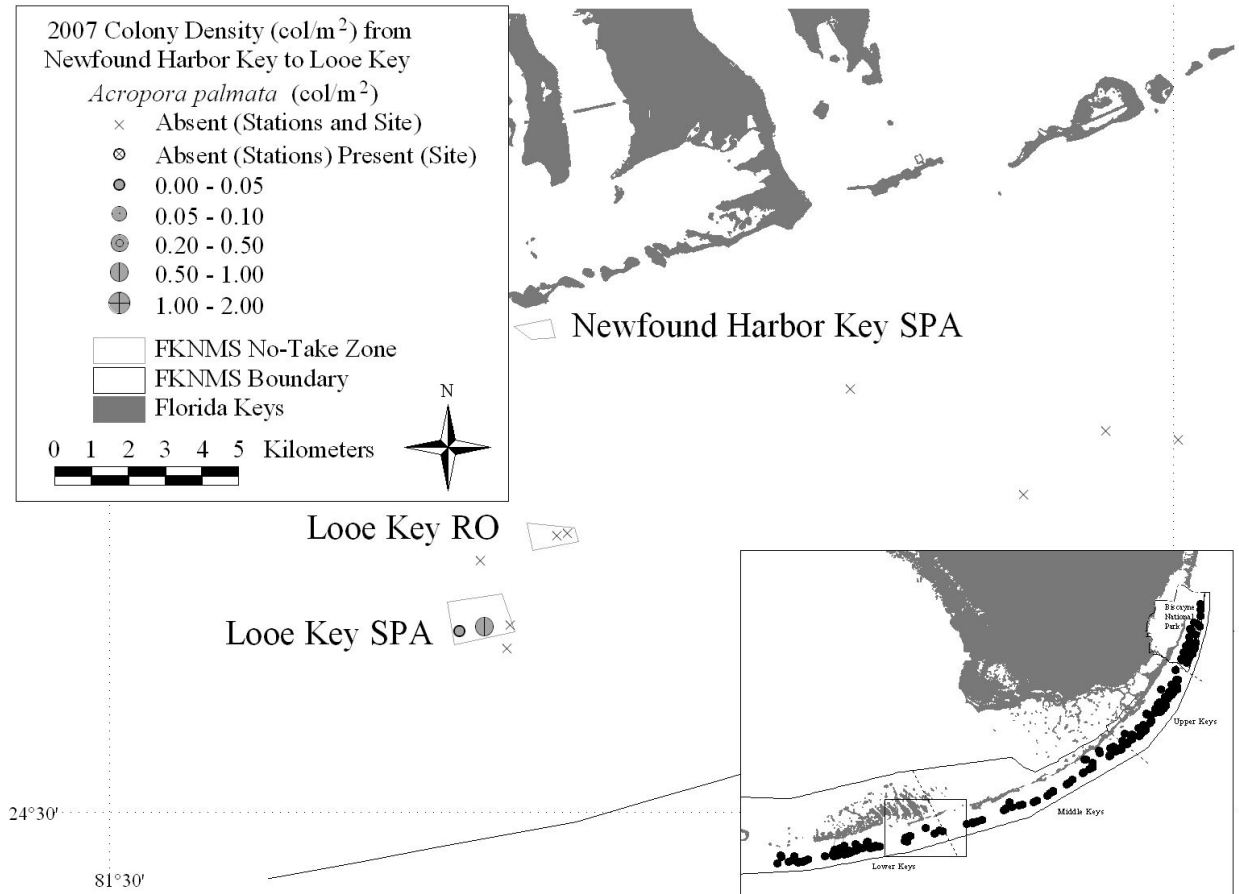 2007 Colony Density (col/m²) from
Newfound Harbor Key to Looe Key
Acropora palmata (col/m²)
Absent (Stations and Site)
Absent (Stations) Present (Site)
0.00 - 0.05
0.05 - 0.10
0.20 - 0.50
0.50 - 1.00
1.00 - 2.00
FKNMS No-Take Zone
FKNMS Boundary
Florida Keys
0 1 2 3 4 5 Kilometers
N
Newfound Harbor Key SPA
Looe Key RO
Looe Key SPA
24°30'
81°30'
Biscayne
National
Park
Upper Keys
Middle Keys
Lower Keys